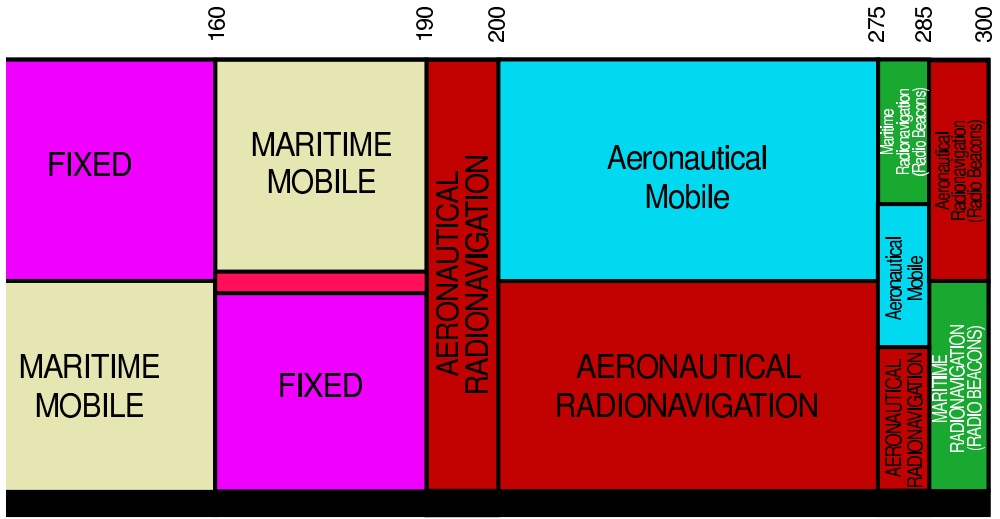 160
190
200
275
285
300
FIXED
MARITIME
MOBILE
MARITIME
MOBILE
FIXED
AERONAUTICAL
RADIONAVIGATION
Aeronautical
Mobile
AERONAUTICAL
RADIONAVIGATION
Maritime
Radionavigation
(Radio Beacons)
Aeronautical
Mobile
AERONAUTICAL
RADIONAVIGATION
Aeronautical
Radionavigation
(Radio Beacons)
MARITIME
RADIONAVIGATION
(RADIO BEACONS)